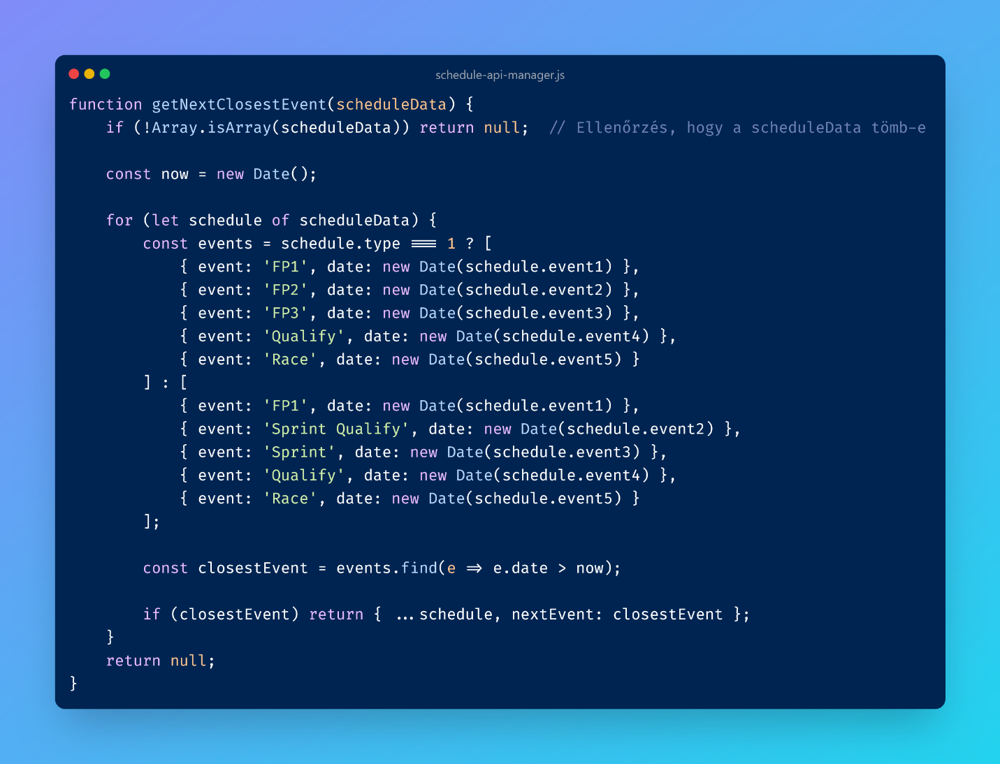 schedule-api-manager.js
function getNextClosestEvent(scheduleData) {
    if (!Array.isArray(scheduleData)) return null;  // Ellenőrzés, hogy a scheduleData tömb-e

    const now = new Date();

    for (let schedule of scheduleData) {
        const events = schedule.type === 1 ? [
            { event: 'FP1', date: new Date(schedule.event1) },
            { event: 'FP2', date: new Date(schedule.event2) },
            { event: 'FP3', date: new Date(schedule.event3) },
            { event: 'Qualify', date: new Date(schedule.event4) },
            { event: 'Race', date: new Date(schedule.event5) }
        ] : [
            { event: 'FP1', date: new Date(schedule.event1) },
            { event: 'Sprint Qualify', date: new Date(schedule.event2) },
            { event: 'Sprint', date: new Date(schedule.event3) },
            { event: 'Qualify', date: new Date(schedule.event4) },
            { event: 'Race', date: new Date(schedule.event5) }
        ];

        const closestEvent = events.find(e => e.date > now);

        if (closestEvent) return { ...schedule, nextEvent: closestEvent };
    }
    return null;
}